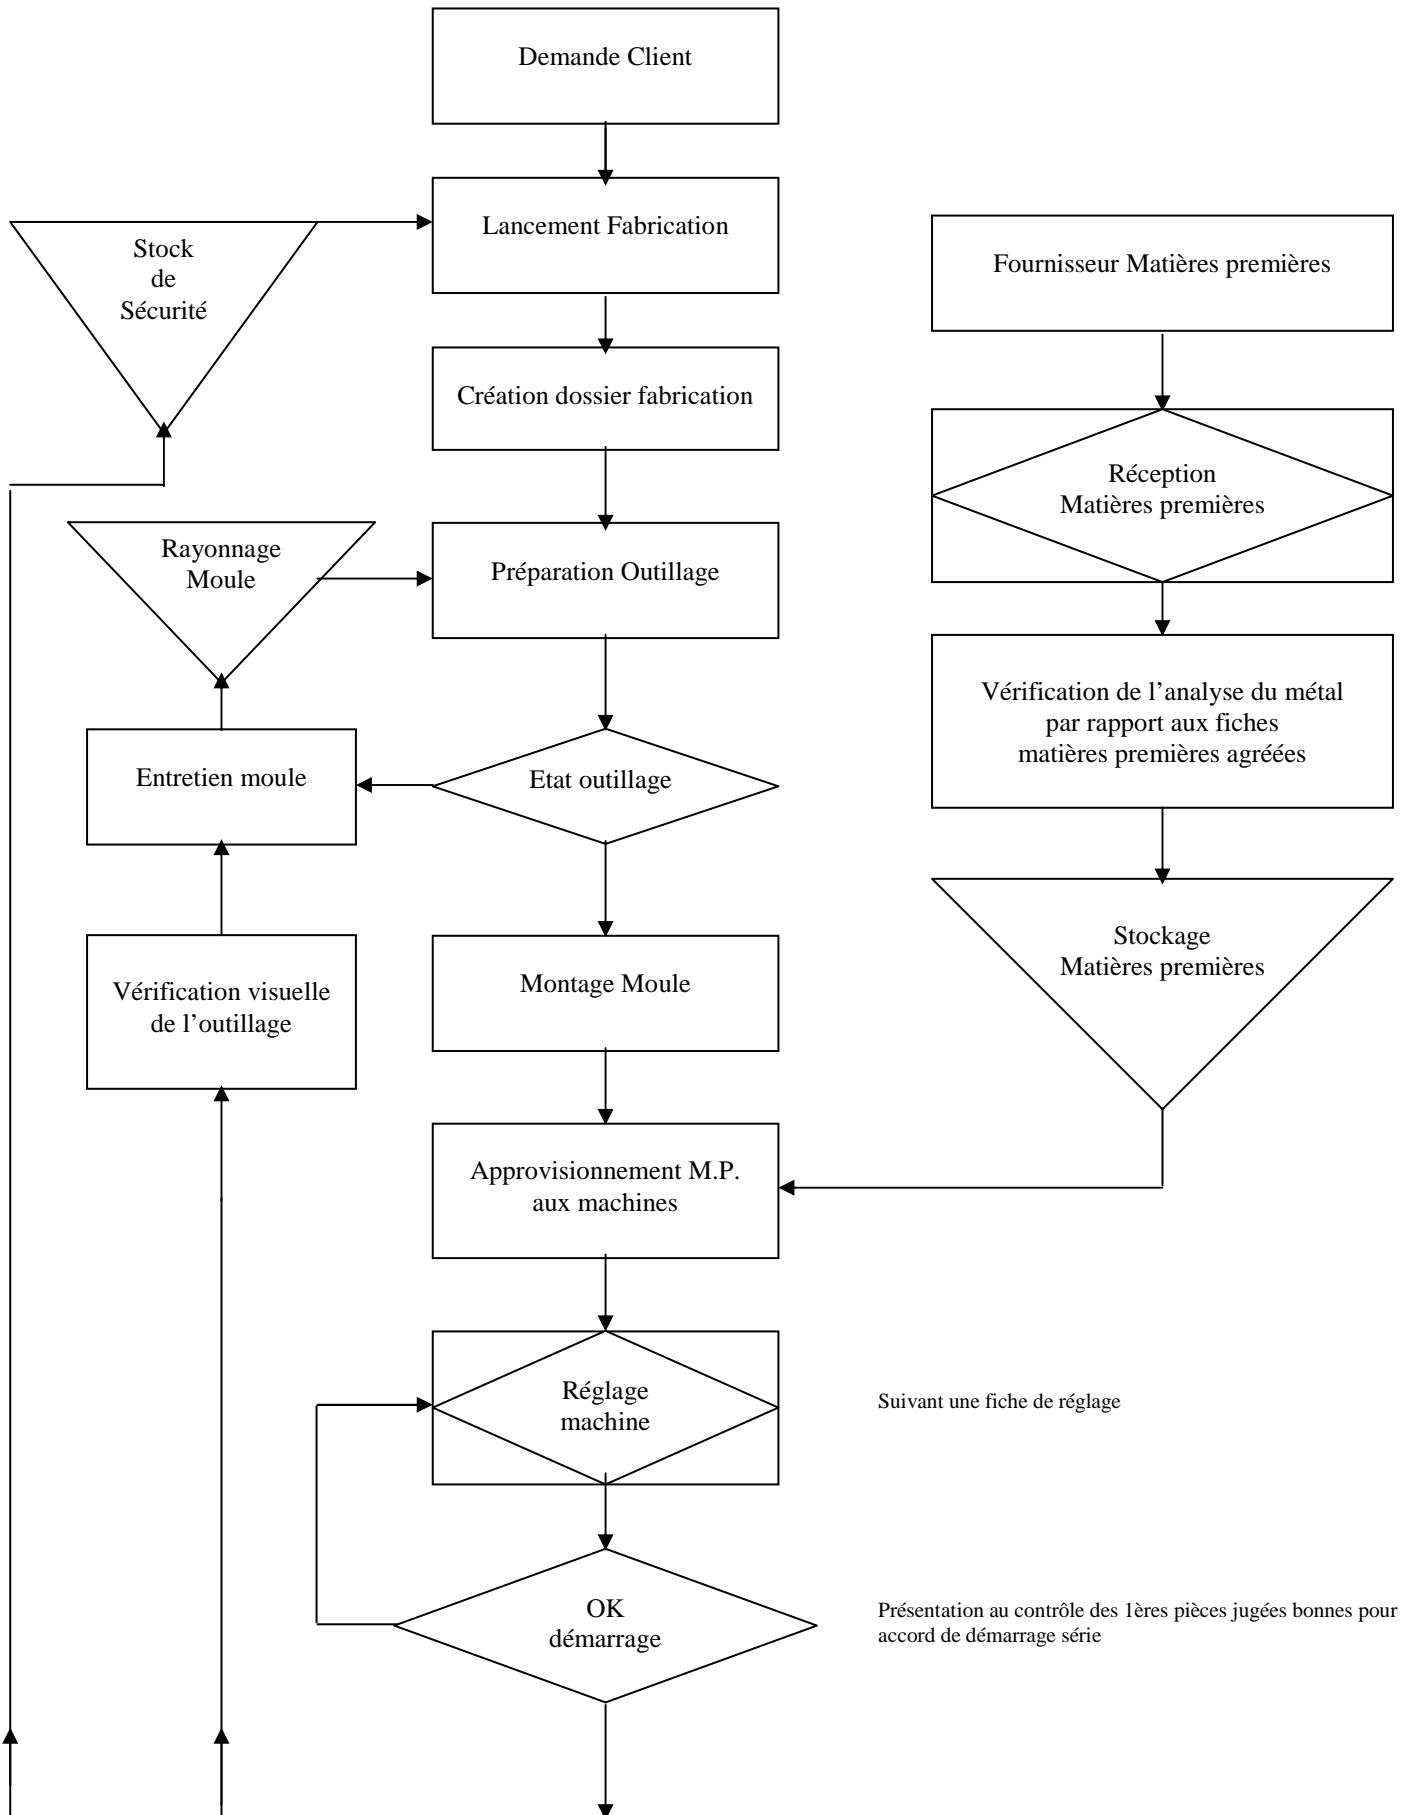 Demande Client
Lancement Fabrication
Stock
de
Sécurité
Fournisseur Matières premières
Création dossier fabrication
Réception
Matières premières
Rayonnage
Moule
Préparation Outillage
Vérification de l’analyse du métal
par rapport aux fiches
matières premières agréées
Entretien moule
Etat outillage
Stockage
Matières premières
Vérification visuelle
de l’outillage
Montage Moule
Approvisionnement M.P.
aux machines
Réglage
machine
Suivant une fiche de réglage
OK
démarrage
Présentation au contrôle des 1ères pièces jugées bonnes pour
accord de démarrage série